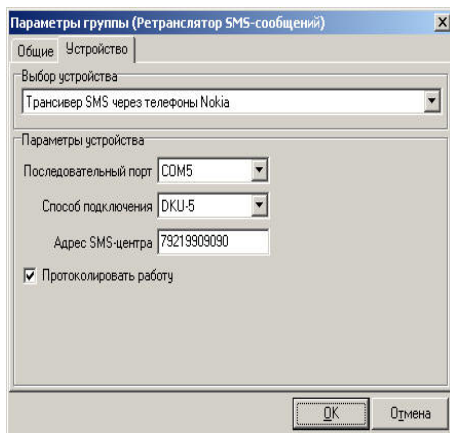 Параметры группы (Ретранслятор SMS-сообщений)
Общие Устройство
Выбор устройства
Трансивер SMS через телефоны Nokia
Параметры устройства
Последовательный порт COM5
Способ подключения DKU-5
Адрес SMS-центра 79219909090
Протоколировать работу
OK Отмена